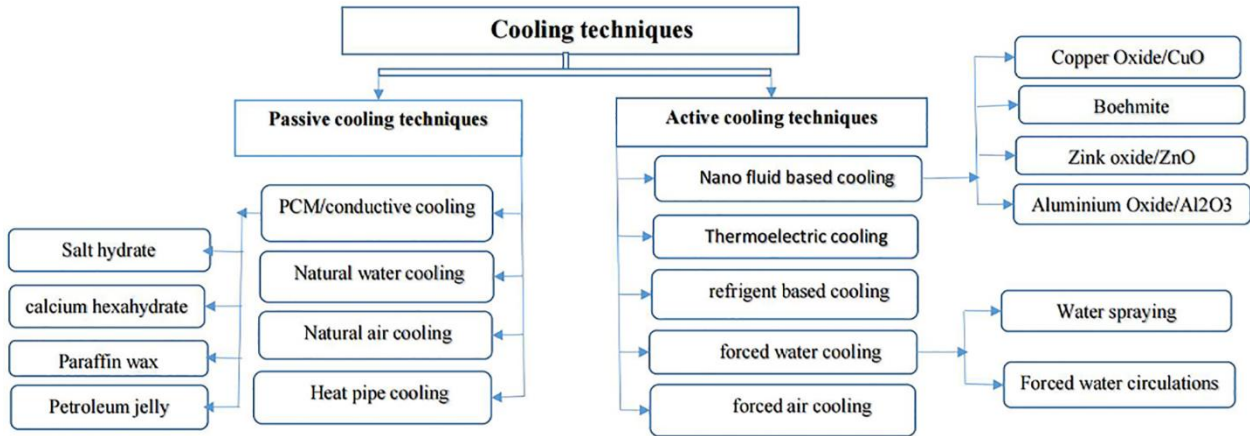 Cooling techniques
Passive cooling techniques
PCM/conductive cooling
Salt hydrate
calcium hexahydrate
Paraffin wax
Petroleum jelly
Natural water cooling
Natural air cooling
Heat pipe cooling
Active cooling techniques
Nano fluid based cooling
Copper Oxide/CuO
Boehmite
Zink oxide/ZnO
Aluminium Oxide/Al2O3
Thermoelectric cooling
refrigent based cooling
forced water cooling
Water spraying
Forced water circulations
forced air cooling